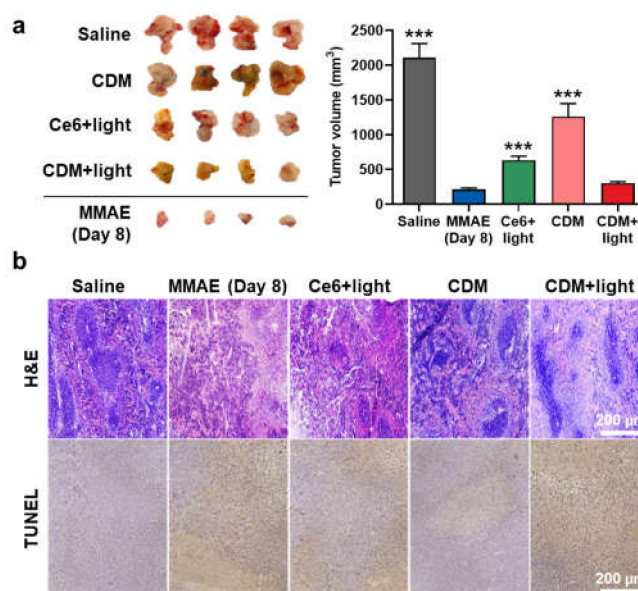 a
Saline
CDM
Ce6+light
CDM+light
MMAE
(Day 8)
Tumor volume (mm³)
2500
2000
1500
1000
500
0
***
***
***
Saline
MMAE
(Day 8)
Ce6+
light
CDM
CDM+
light
b
Saline
MMAE (Day 8)
Ce6+light
CDM
CDM+light
H&E
200 µm
TUNEL
200 µm